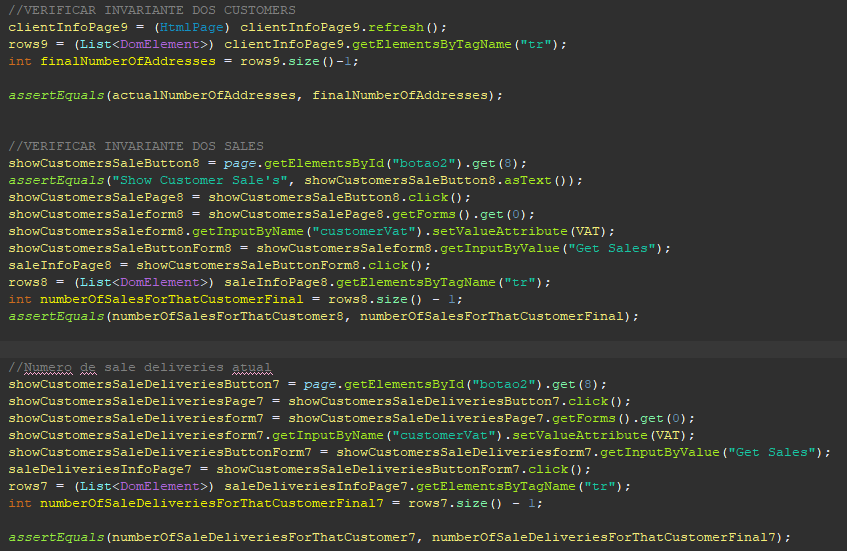 //VERIFICAR INVARIANTE DOS CUSTOMERS
clientInfoPage9 = (HtmlPage) clientInfoPage9.refresh();
rows9 = (List<DomElement>) clientInfoPage9.getElementsByTagName("tr");
int finalNumberOfAddresses = rows9.size()-1;
assertEquals(actualNumberOfAddresses, finalNumberOfAddresses);
//VERIFICAR INVARIANTE DOS SALES
showCustomersSaleButton8 = page.getElementsById("botao2").get(8);
assertEquals("Show Customer Sale's", showCustomersSaleButton8.asText());
showCustomersSalePage8 = showCustomersSaleButton8.click();
showCustomersSaleform8 = showCustomersSalePage8.getForms().get(0);
showCustomersSaleform8.getInputByName("customerVat").setValueAttribute(VAT);
showCustomersSaleButtonForm8 = showCustomersSaleform8.getInputByValue("Get Sales");
saleInfoPage8 = showCustomersSaleButtonForm8.click();
rows8 = (List<DomElement>) saleInfoPage8.getElementsByTagName("tr");
int numberOfSalesForThatCustomerFinal = rows8.size() - 1;
assertEquals(numberOfSalesForThatCustomer8, numberOfSalesForThatCustomerFinal);
//Numero de sale deliveries atual
showCustomersSaleDeliveriesButton7 = page.getElementsById("botao2").get(8);
showCustomersSaleDeliveriesPage7 = showCustomersSaleDeliveriesButton7.click();
showCustomersSaleDeliveriesform7 = showCustomersSaleDeliveriesPage7.getForms().get(0);
showCustomersSaleDeliveriesform7.getInputByName("customerVat").setValueAttribute(VAT);
showCustomersSaleDeliveriesButtonForm7 = showCustomersSaleDeliveriesform7.getInputByValue("Get Sales");
saleDeliveriesInfoPage7 = showCustomersSaleDeliveriesButtonForm7.click();
rows7 = (List<DomElement>) saleDeliveriesInfoPage7.getElementsByTagName("tr");
int numberOfSaleDeliveriesForThatCustomerFinal7 = rows7.size() - 1;
assertEquals(numberOfSaleDeliveriesForThatCustomer7, numberOfSaleDeliveriesForThatCustomerFinal7);